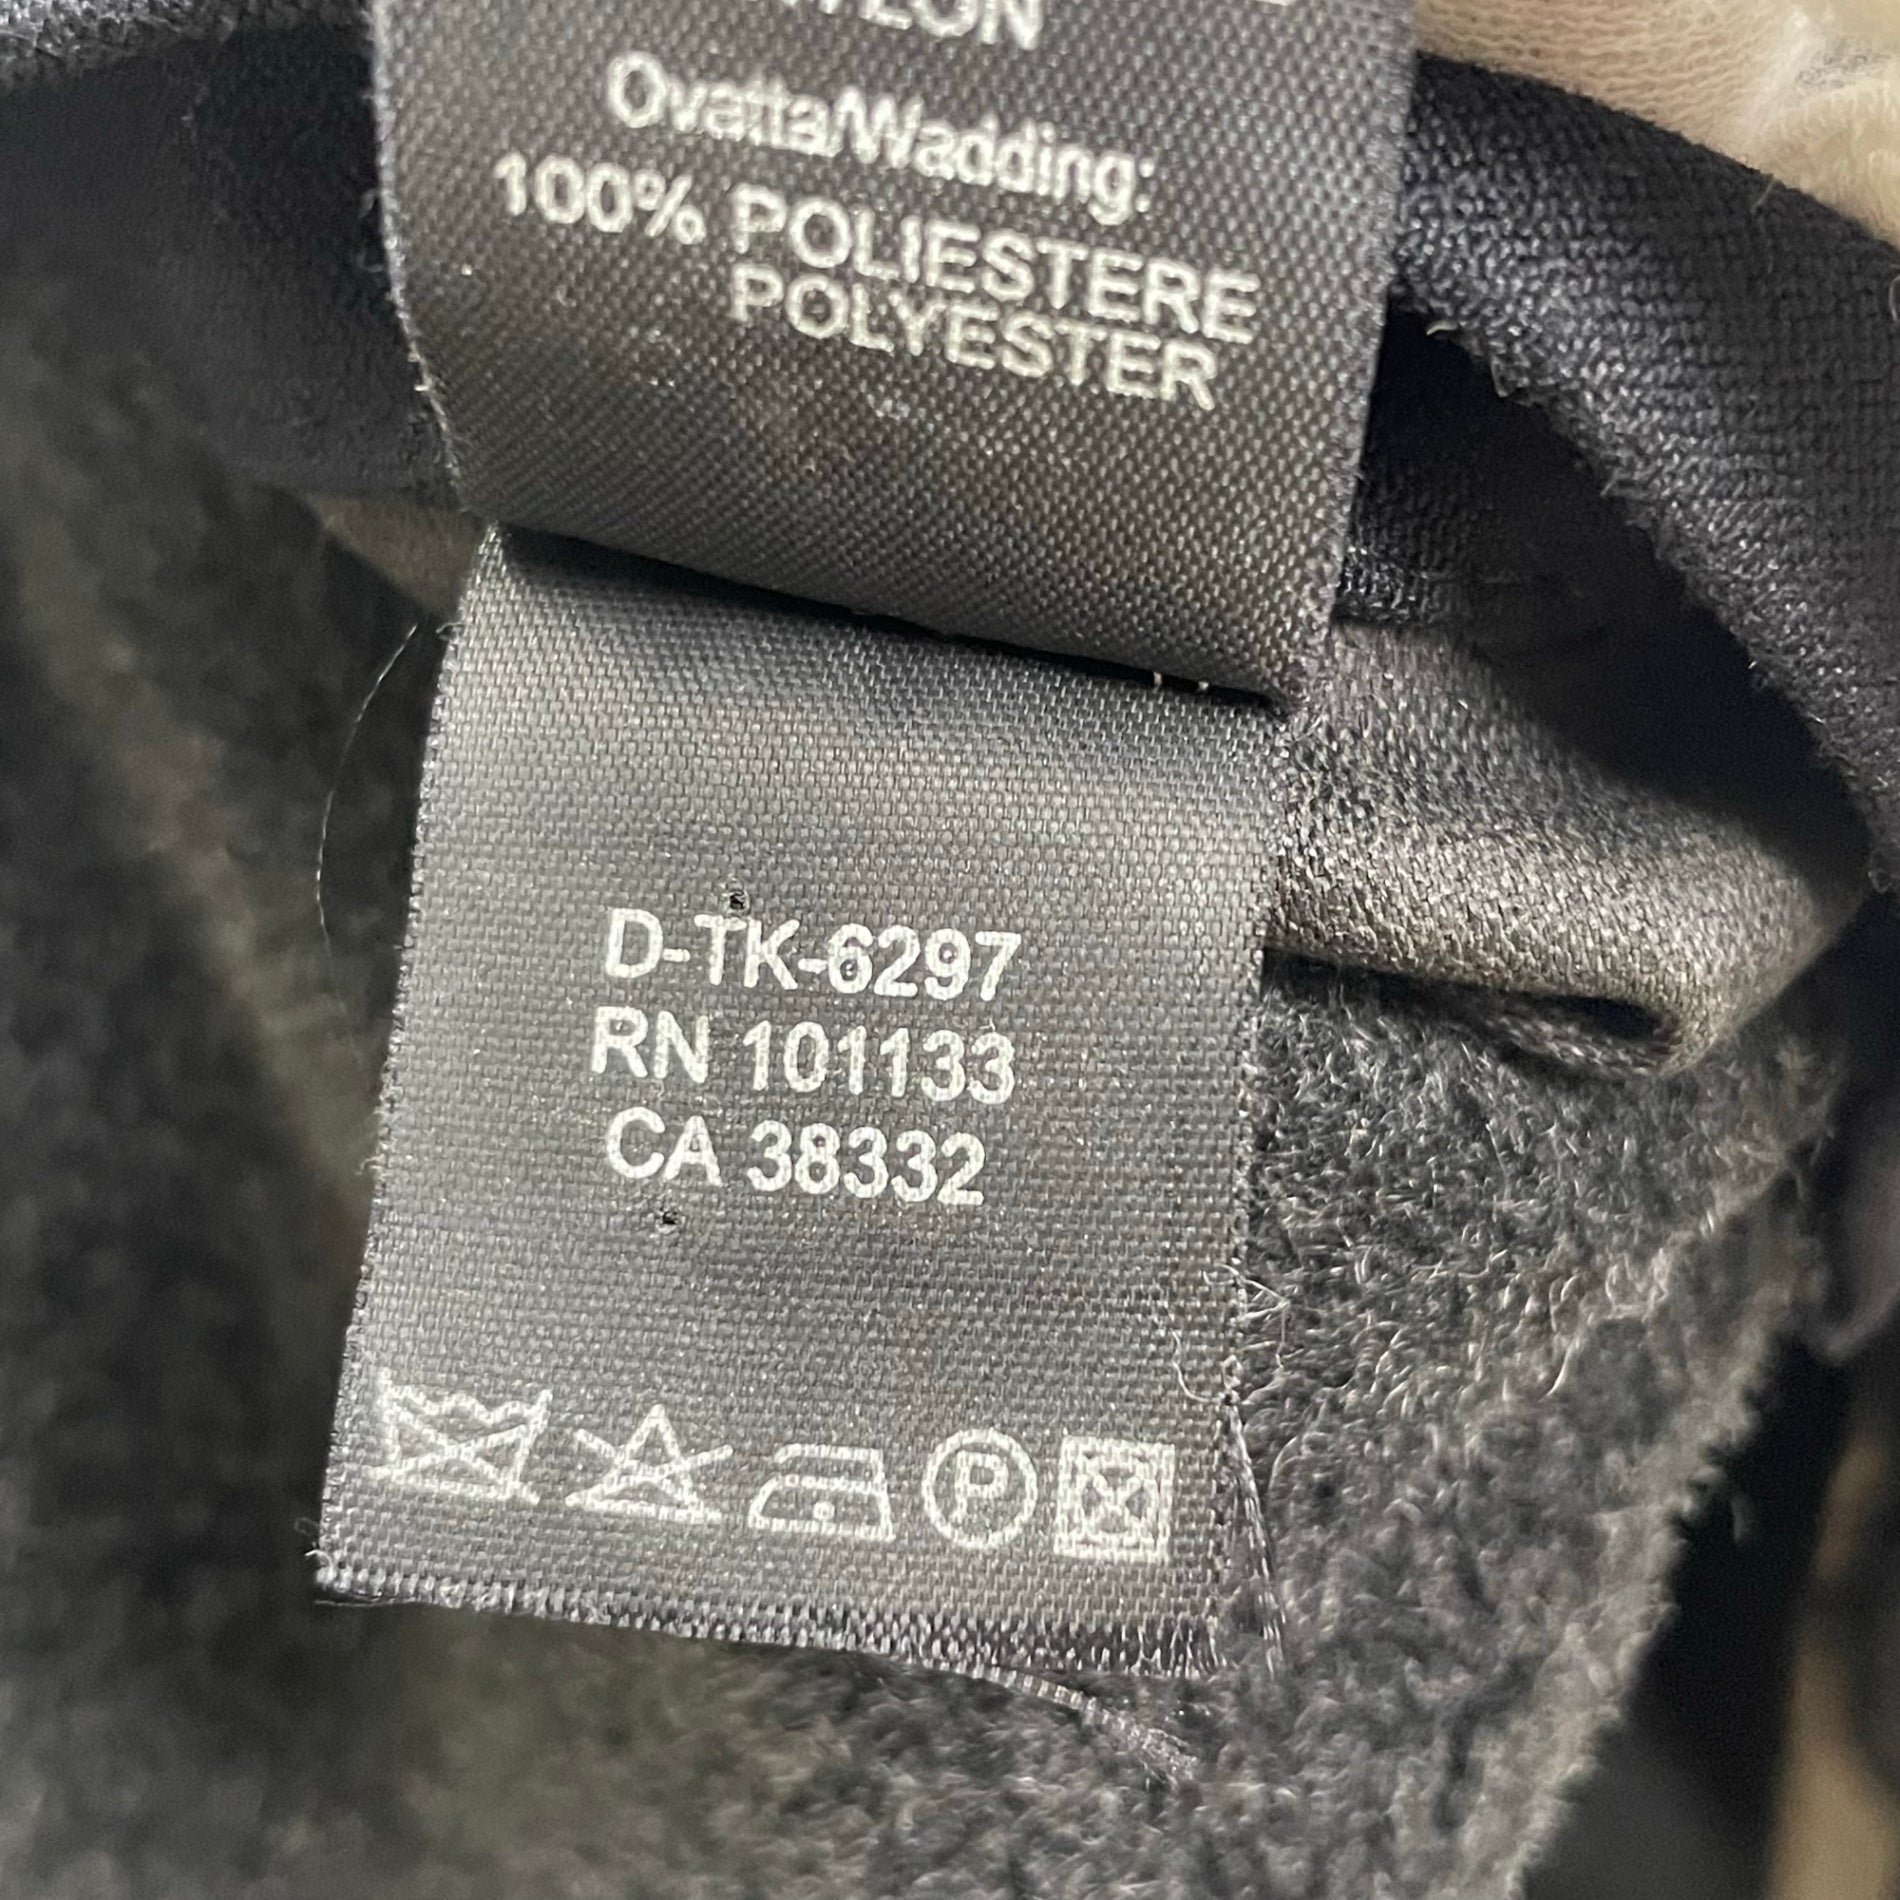 Ovatta/Wadding:
100% POLIESTERE
POLYESTER
D-TK-6297
RN 101133
CA 38332
P